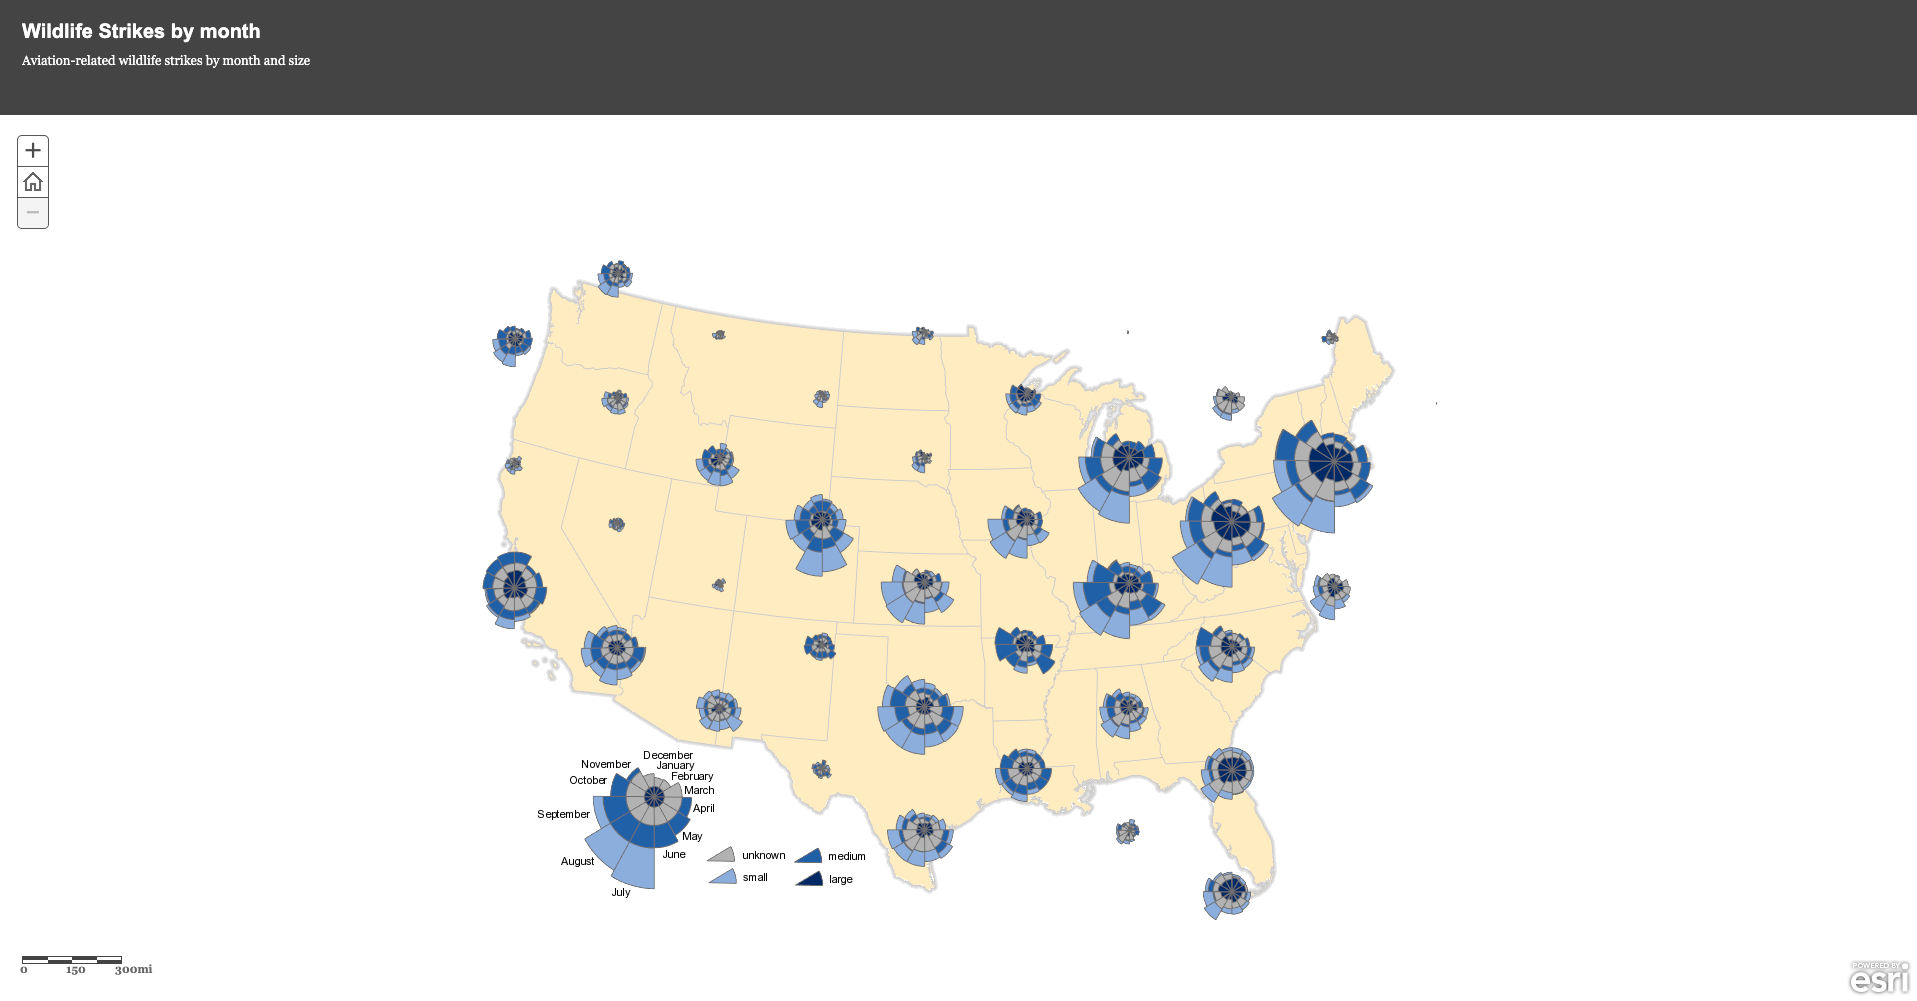 Wildlife Strikes by month
Aviation-related wildlife strikes by month and size
December
November
January
October
February
March
September
April
May
August
June
July
unknown
medium
small
large
0 150 300mi
POWERED BY
esri